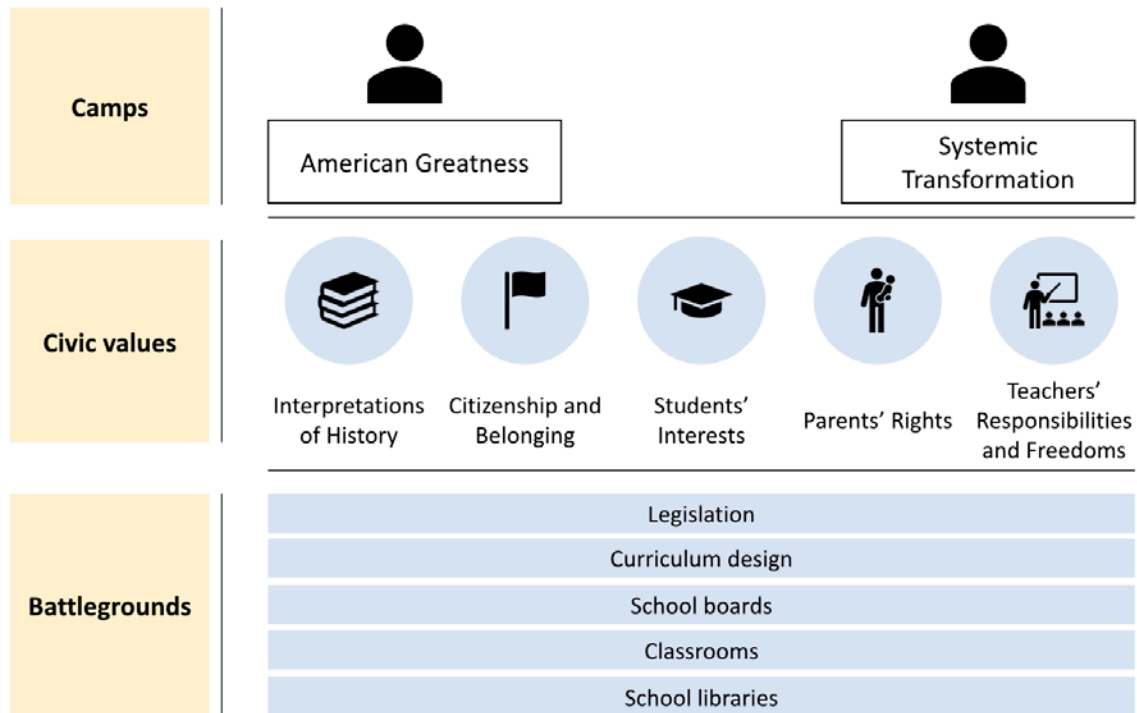 Camps
American Greatness
Systemic
Transformation
Civic values
Interpretations
of History
Citizenship and
Belonging
Students’
Interests
Parents’ Rights
Teachers’
Responsibilities
and Freedoms
Battlegrounds
Legislation
Curriculum design
School boards
Classrooms
School libraries